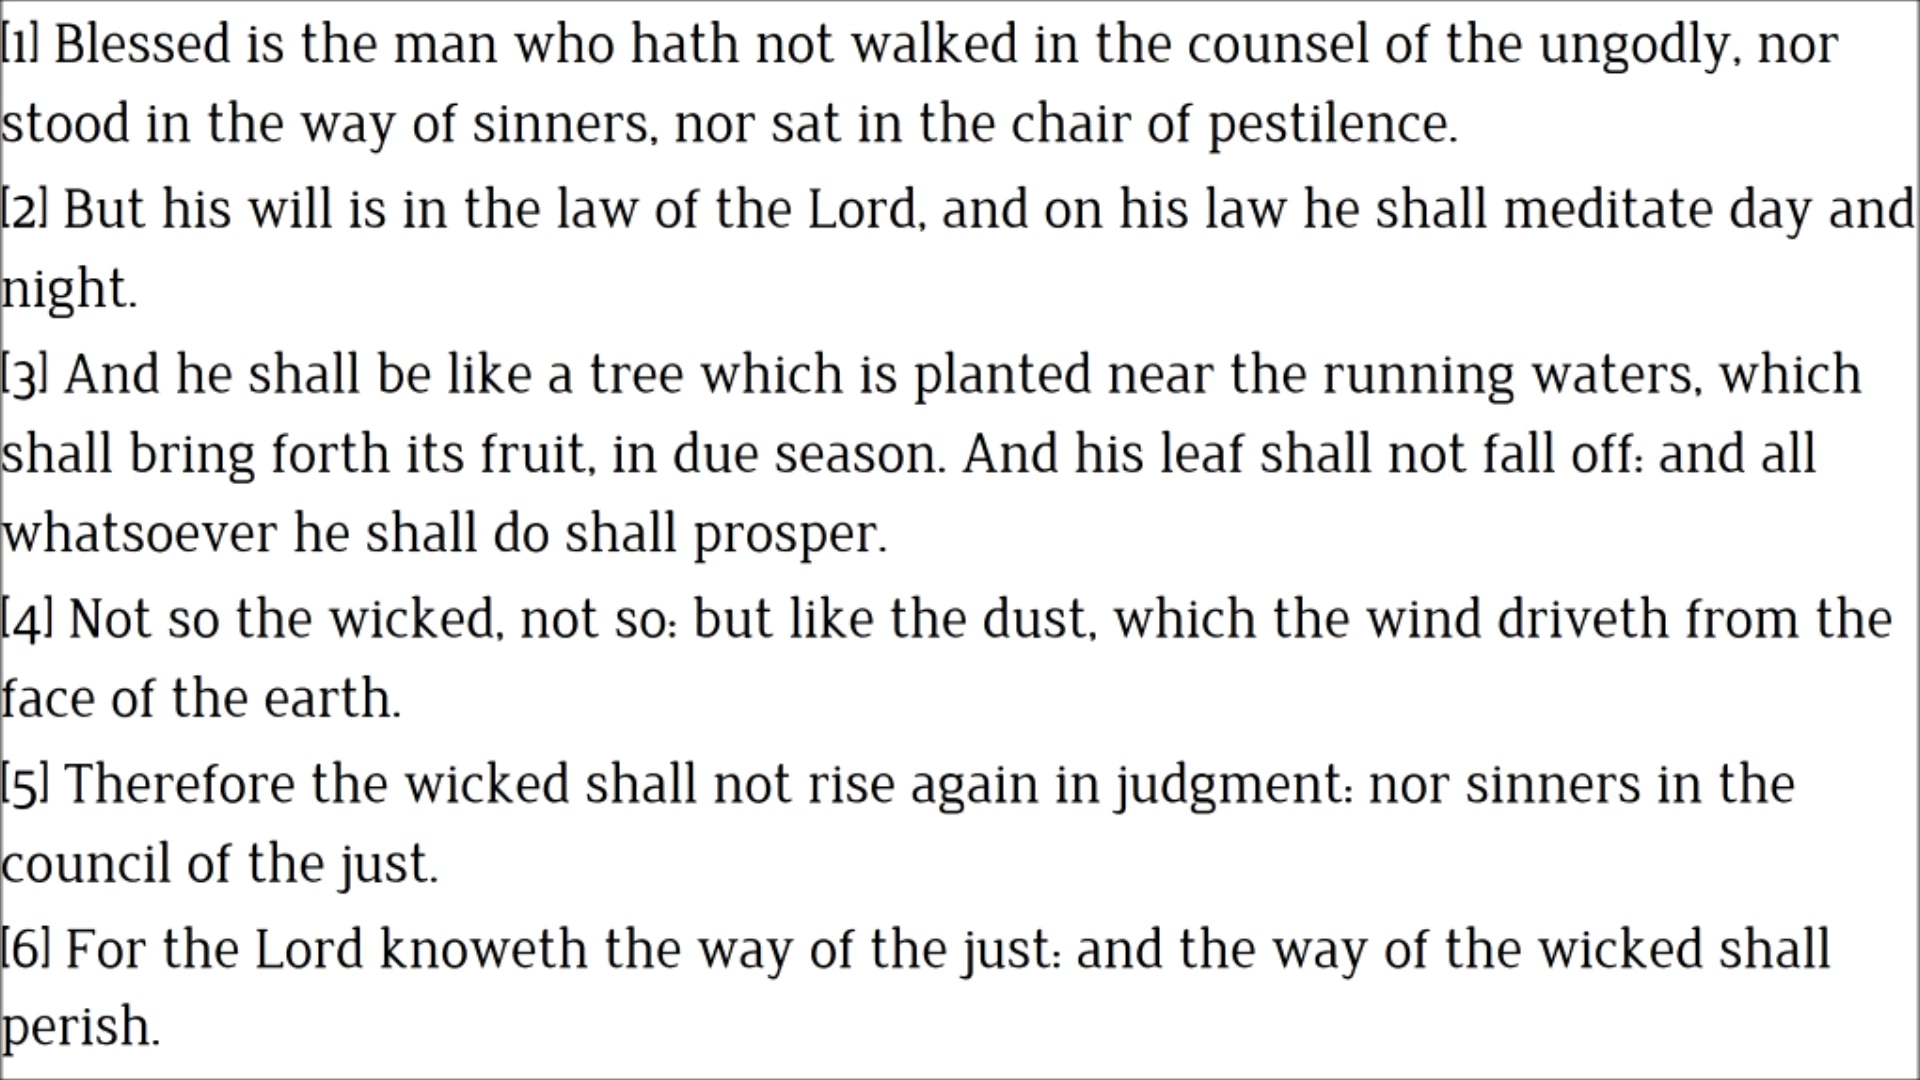 [1] Blessed is the man who hath not walked in the counsel of the ungodly, nor
stood in the way of sinners, nor sat in the chair of pestilence.
[2] But his will is in the law of the Lord, and on his law he shall meditate day and
night.
[3] And he shall be like a tree which is planted near the running waters, which
shall bring forth its fruit, in due season. And his leaf shall not fall off: and all
whatsoever he shall do shall prosper.
[4] Not so the wicked, not so: but like the dust, which the wind driveth from the
face of the earth.
[5] Therefore the wicked shall not rise again in judgment: nor sinners in the
council of the just.
[6] For the Lord knoweth the way of the just: and the way of the wicked shall
perish.